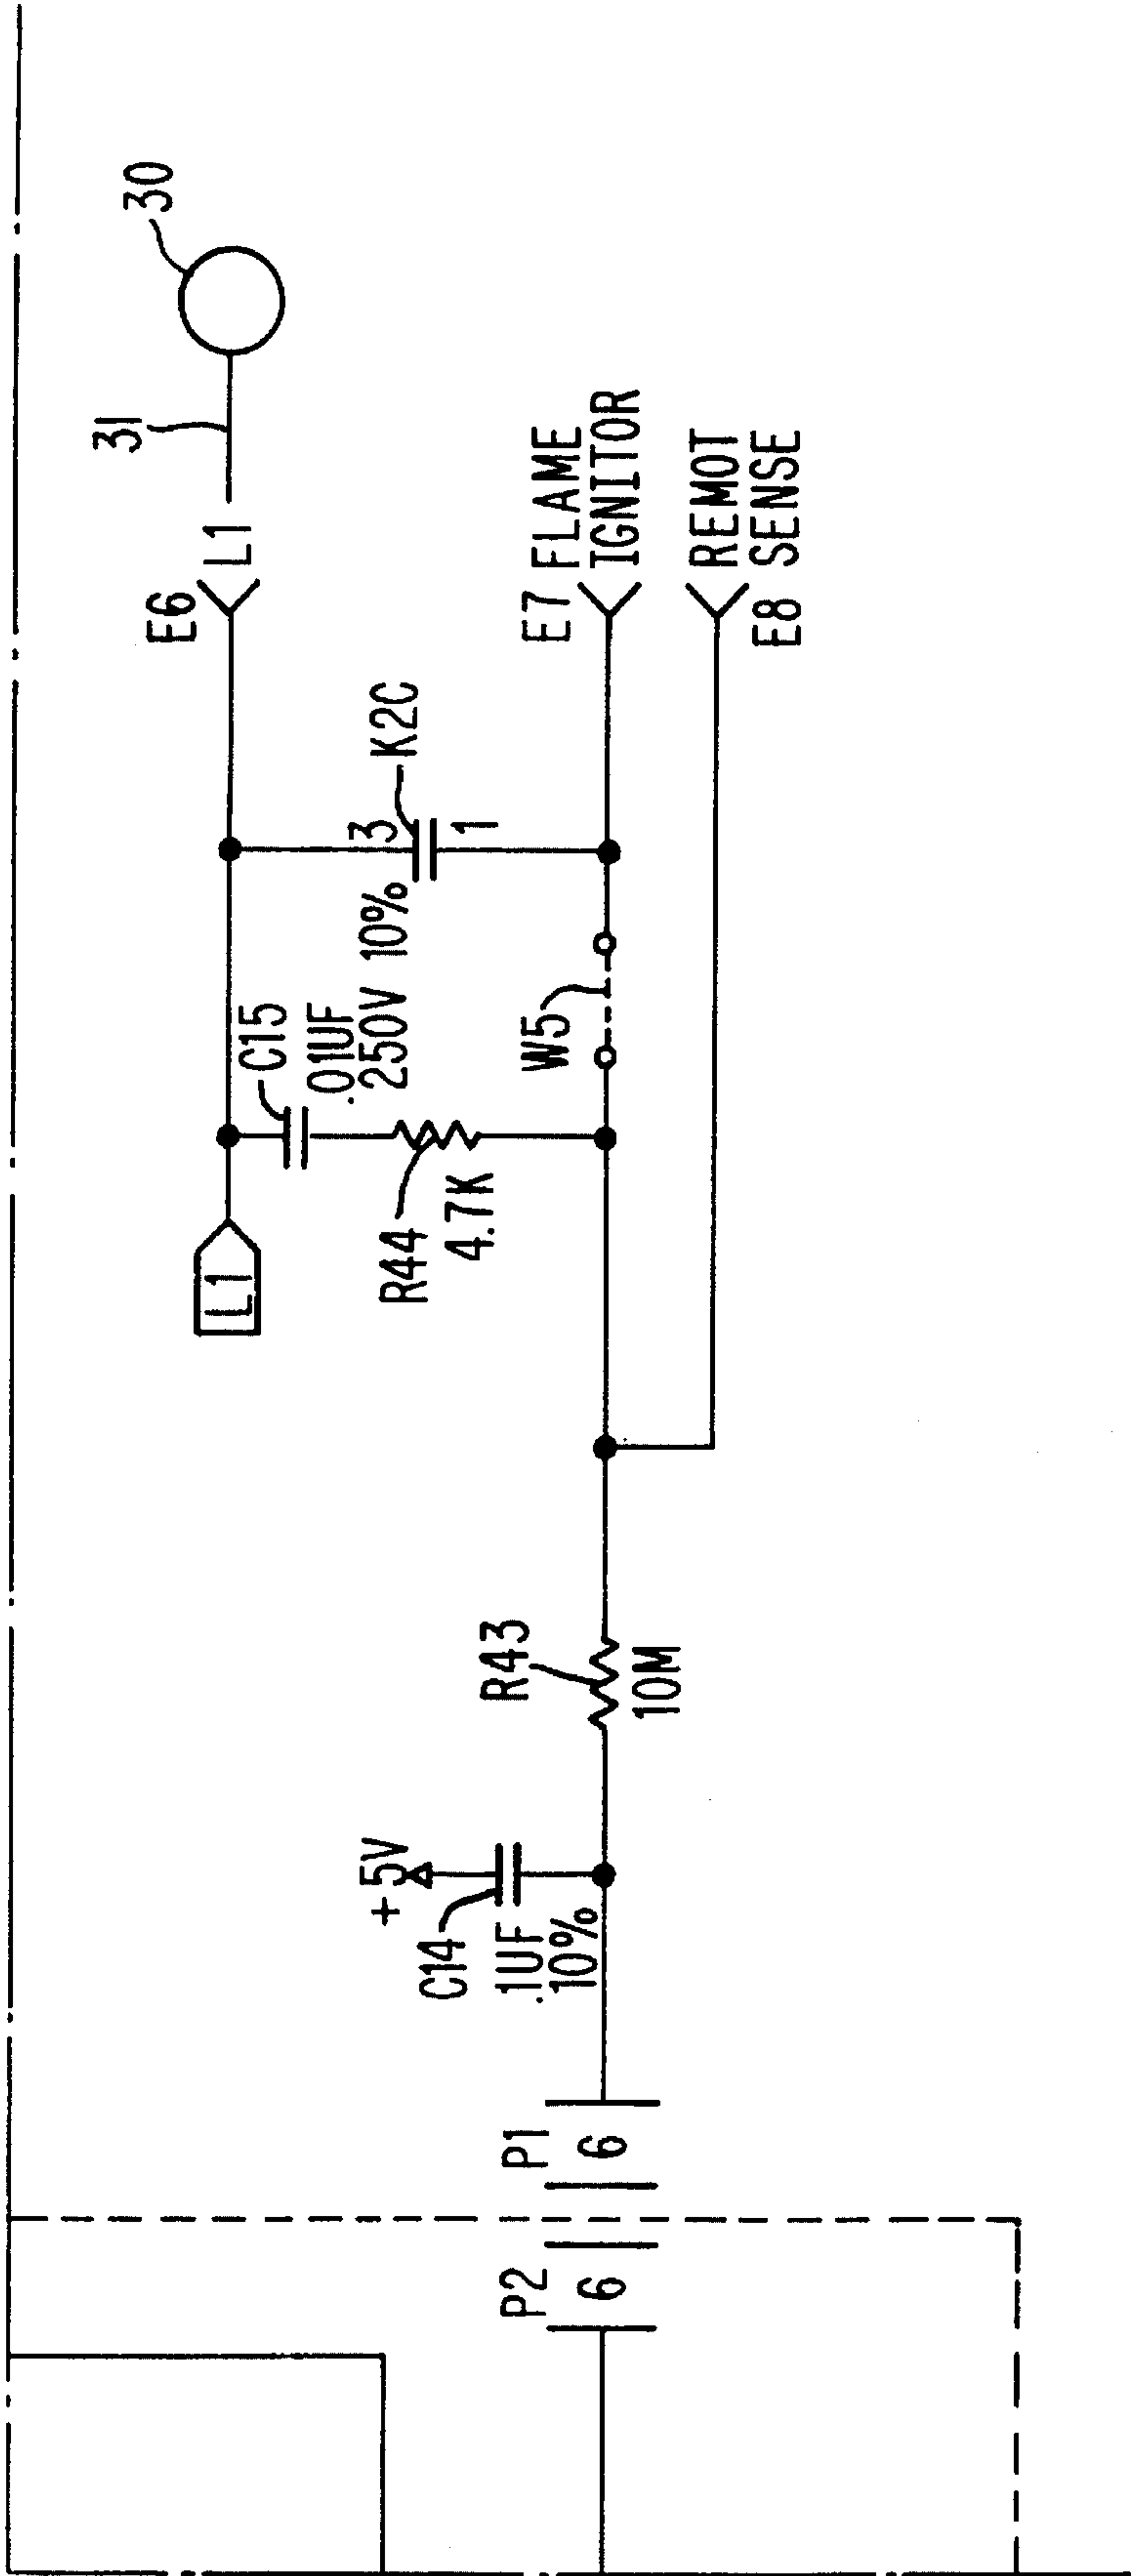 30
31
E6
L1
E7 FLAME
IGNITOR
REMOT
E8 SENSE
K2C
3
1
C15
.01UF
250V 10%
W5
L1
R44
4.7K
R43
10M
+5V
C14
.1UF
10%
P1
6
P2
6